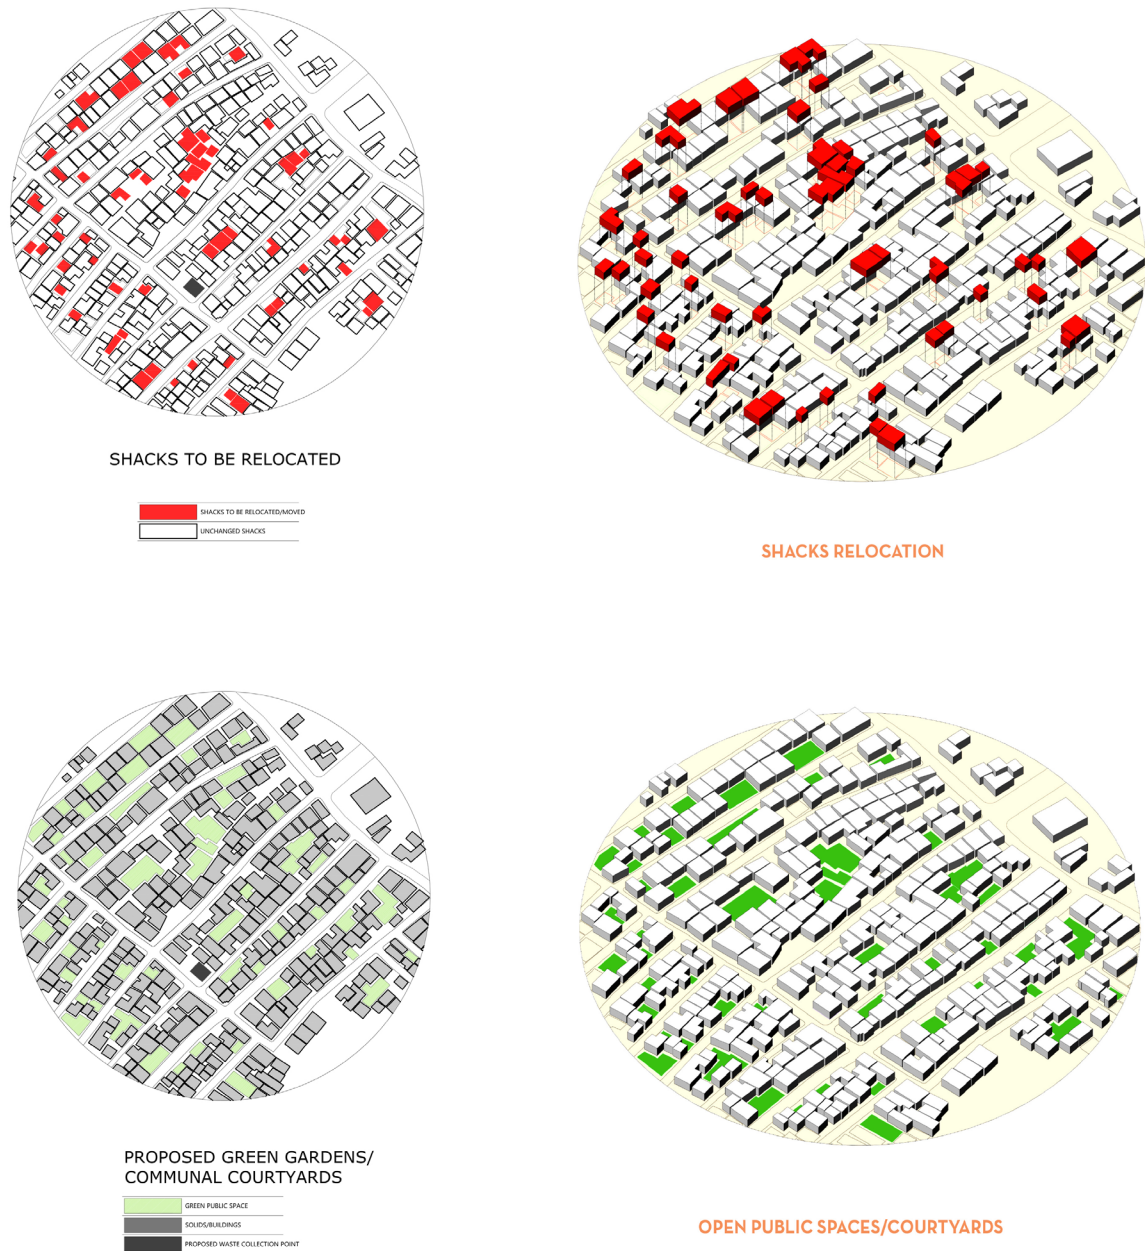 SHACKS TO BE RELOCATED
SHACKS TO BE RELOCATED/MOVED
UNCHANGED SHACKS
SHACKS RELOCATION
PROPOSED GREEN GARDENS/
COMMUNAL COURTYARDS
GREEN PUBLIC SPACE
SOLIDS/BUILDINGS
PROPOSED WASTE COLLECTION POINT
OPEN PUBLIC SPACES/COURTYARDS